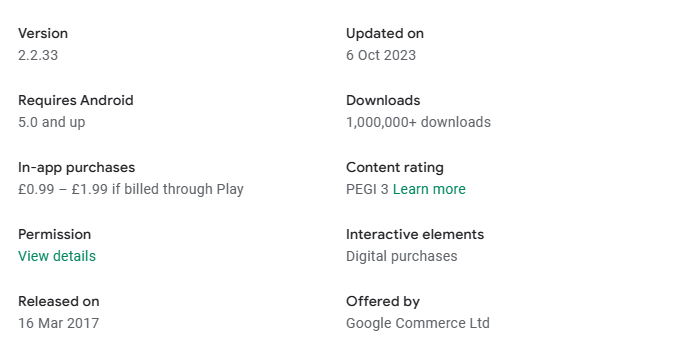 Version
2.2.33
Updated on
6 Oct 2023
Requires Android
5.0 and up
Downloads
1,000,000+ downloads
In-app purchases
£0.99 – £1.99 if billed through Play
Content rating
PEGI 3 Learn more
Permission
View details
Interactive elements
Digital purchases
Released on
16 Mar 2017
Offered by
Google Commerce Ltd